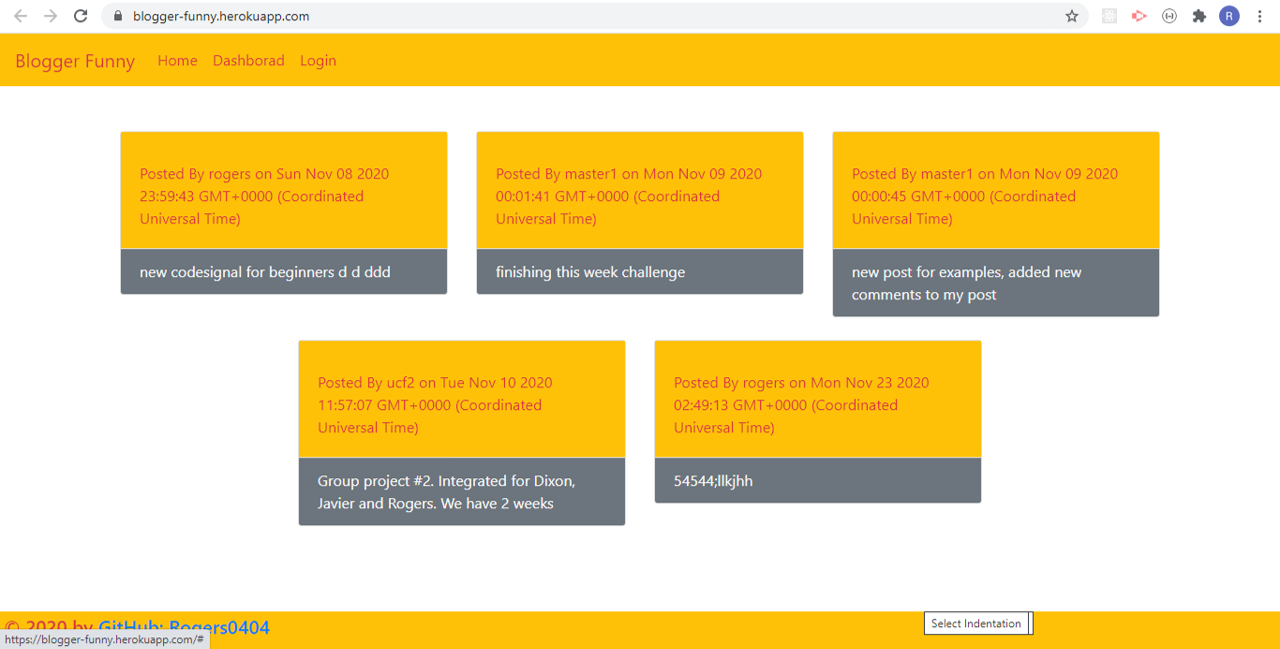 blogger-funny.herokuapp.com
R
Blogger Funny Home Dashborad Login
Posted By rogers on Sun Nov 08 2020
23:59:43 GMT+0000 (Coordinated
Universal Time)
new codesignal for beginners d d ddd
Posted By master1 on Mon Nov 09 2020
00:01:41 GMT+0000 (Coordinated
Universal Time)
finishing this week challenge
Posted By master1 on Mon Nov 09 2020
00:00:45 GMT+0000 (Coordinated
Universal Time)
new post for examples, added new
comments to my post
Posted By ucf2 on Tue Nov 10 2020
11:57:07 GMT+0000 (Coordinated
Universal Time)
Group project #2. Integrated for Dixon,
Javier and Rogers. We have 2 weeks
Posted By rogers on Mon Nov 23 2020
02:49:13 GMT+0000 (Coordinated
Universal Time)
54544;llkjhh
© 2020 by GitHub: Rogers0404
Select Indentation
https://blogger-funny.herokuapp.com/#